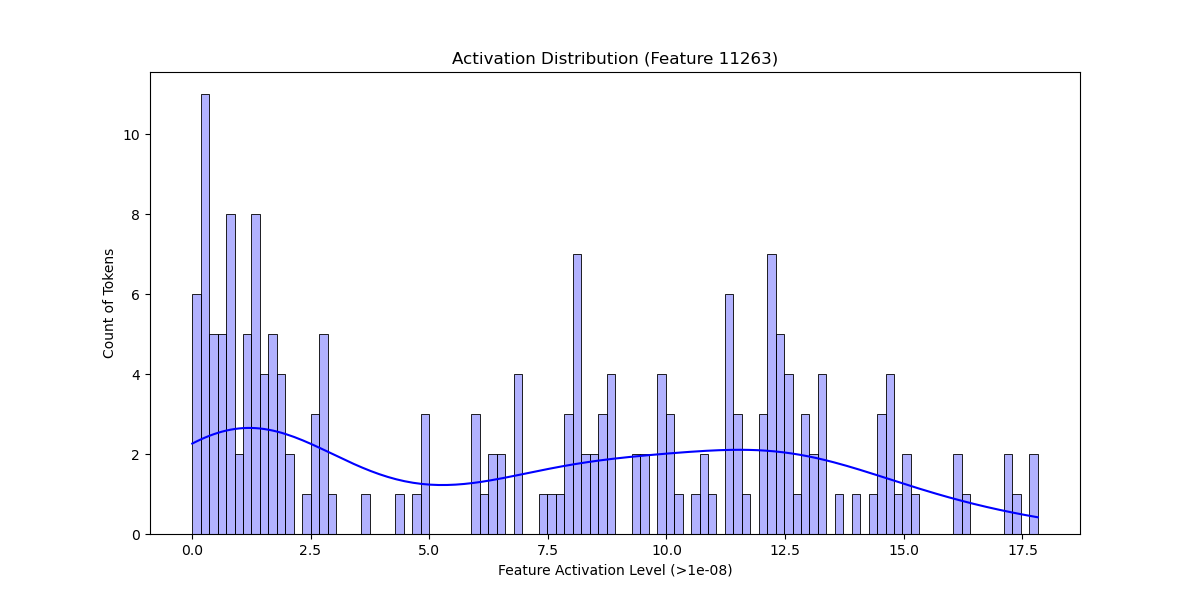 Activation Distribution (Feature 11263)
Count of Tokens
10
8
6
4
2
0
0.0 2.5 5.0 7.5 10.0 12.5 15.0 17.5
Feature Activation Level (>1e-08)